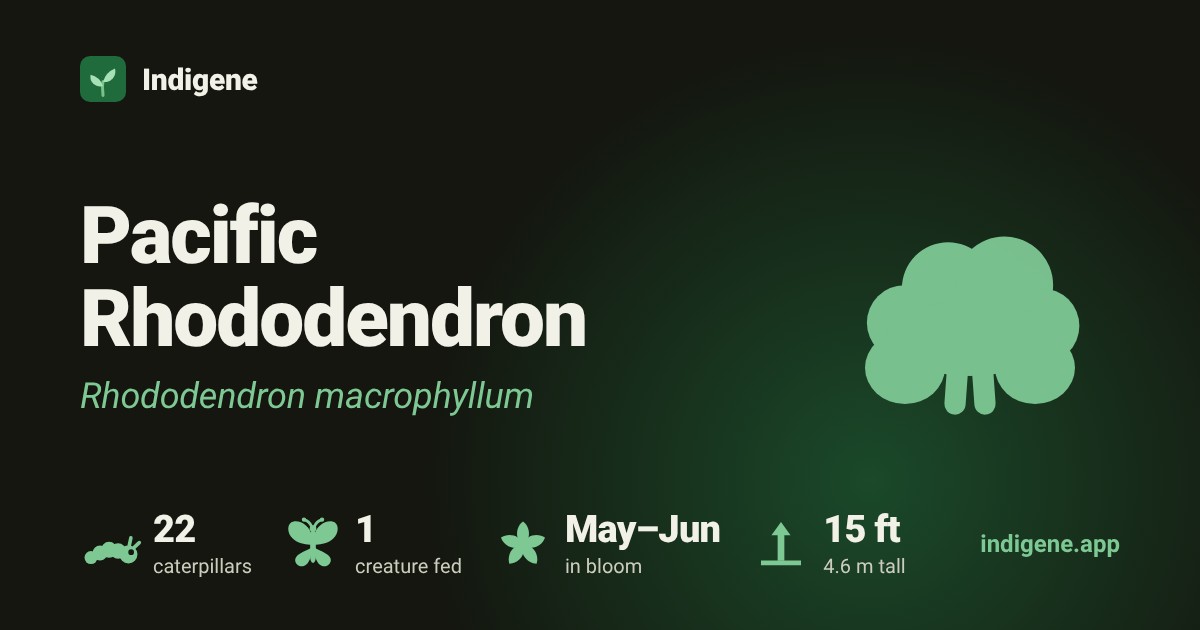 Indigene
Pacific
Rhododendron
Rhododendron macrophyllum
22
caterpillars
1
creature fed
May–Jun
in bloom
15 ft
4.6 m tall
indigene.app